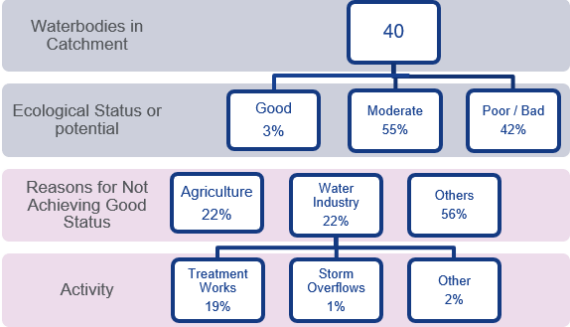 Waterbodies in
Catchment
40
Ecological Status or
potential
Good
3%
Moderate
55%
Poor / Bad
42%
Reasons for Not
Achieving Good
Status
Agriculture
22%
Water
Industry
22%
Others
56%
Activity
Treatment
Works
19%
Storm
Overflows
1%
Other
2%